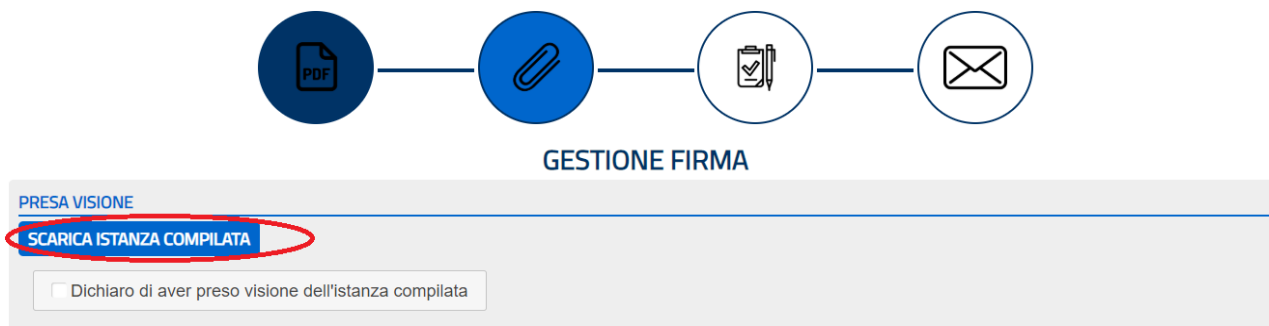 PDF
GESTIONE FIRMA
PRESA VISIONE
SCARICA ISTANZA COMPILATA
Dichiaro di aver preso visione dell'istanza compilata